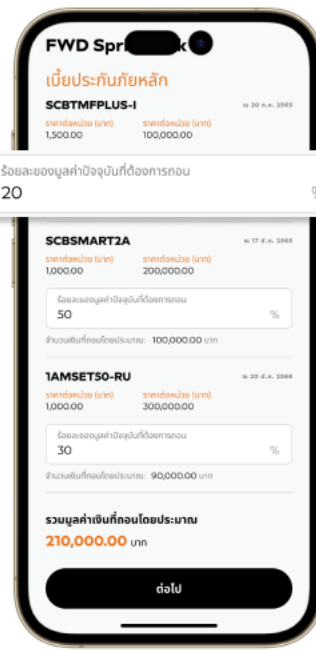 FWD Spri k
เบี้ยประกันภัยหลัก
SCBTMFPLUS-I ณ 20 ก.ค. 2565
ราคาต่อหน่วย (บาท) ราคาต่อหน่วย (บาท)
1,500.00 100,000.00
ร้อยละของมูลค่าปัจจุบันที่ต้องการถอน
20
SCBSMART2A ณ 17 ส.ค. 2565
ราคาต่อหน่วย (บาท) ราคาต่อหน่วย (บาท)
1,000.00 200,000.00
ร้อยละของมูลค่าปัจจุบันที่ต้องการถอน
50 %
จำนวนเงินที่ถอนโดยประมาณ: 100,000.00 บาท
1AMSET50-RU
ราคาต่อหน่วย (บาท) ราคาต่อหน่วย (บาท)
1,000.00 300,000.00
ร้อยละของมูลค่าปัจจุบันที่ต้องการถอน
30 %
จำนวนเงินที่ถอนโดยประมาณ: 90,000.00 บาท
รวมมูลค่าเงินที่ถอนโดยประมาณ
210,000.00 บาท
ต่อไป